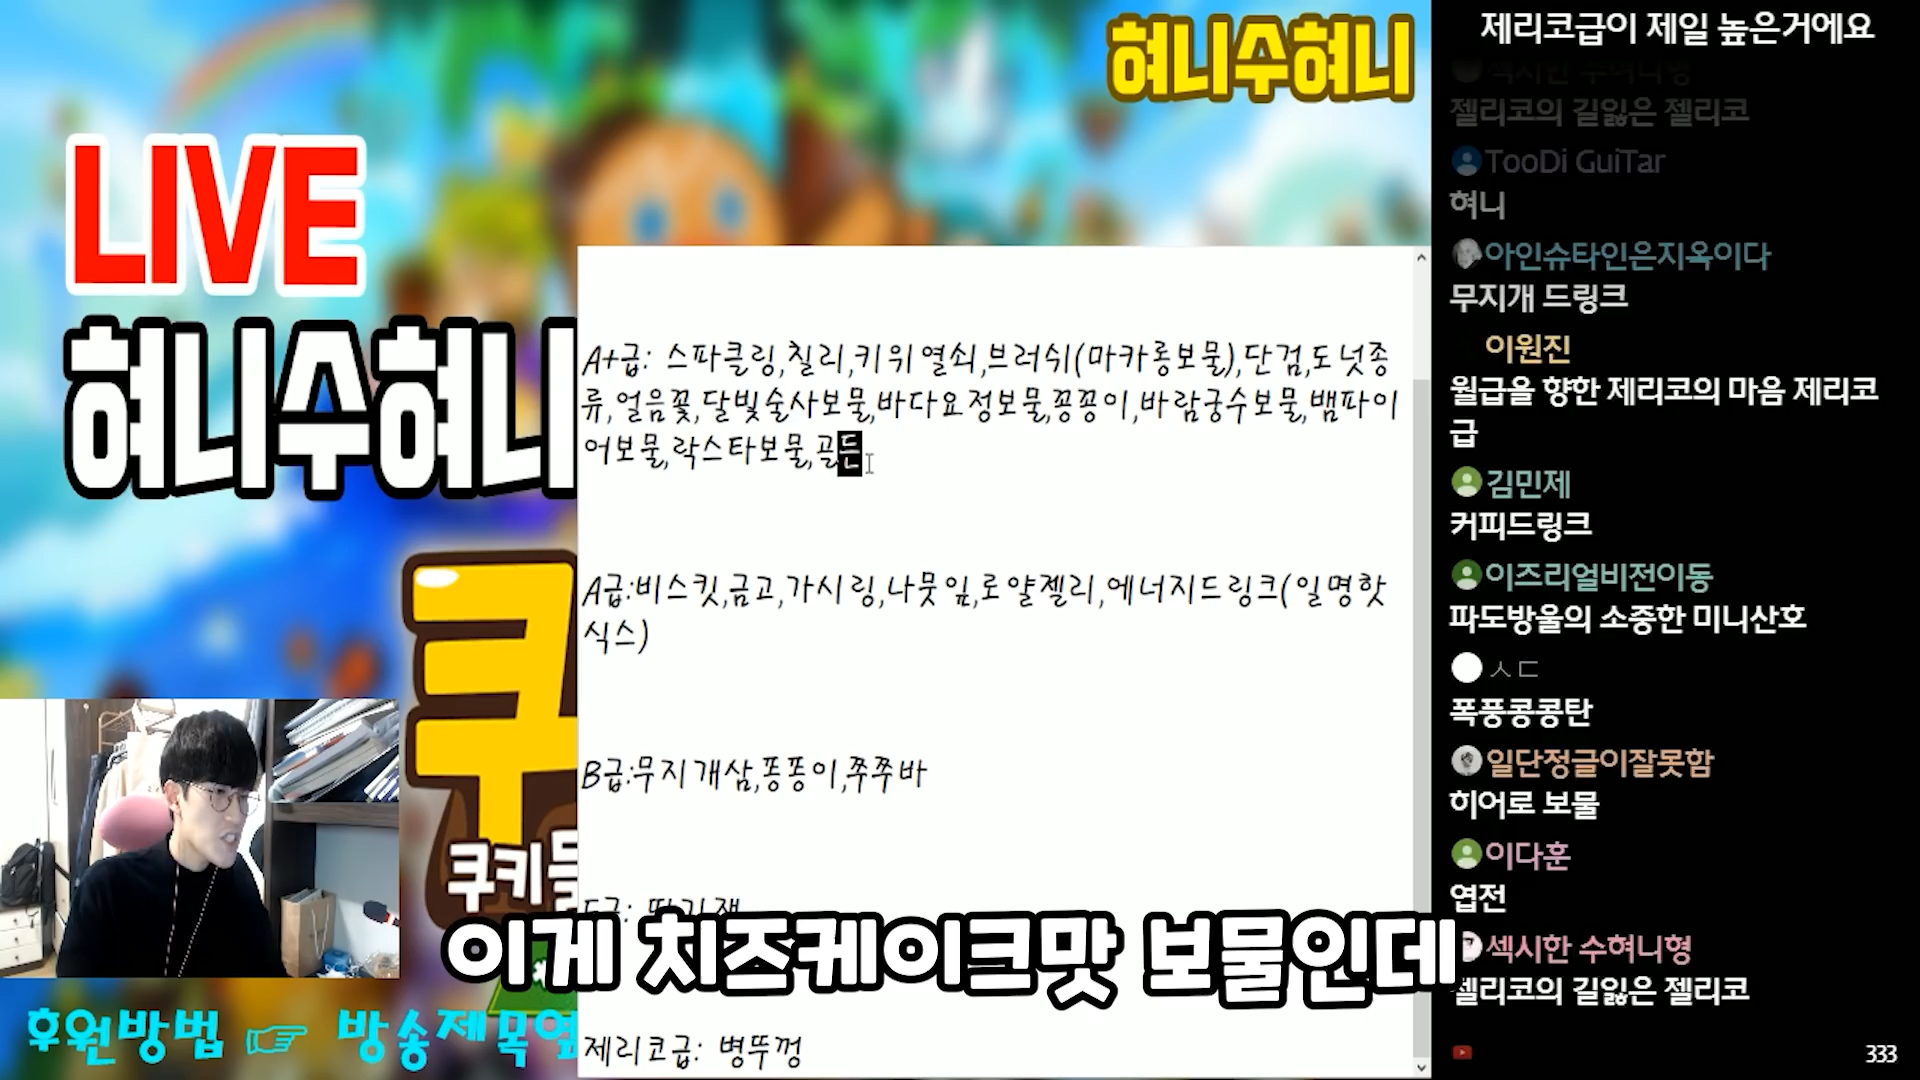 혀니수혀니
LIVE
혀니수혀니
쿠
쿠키들
A+급: 스파클링,칠리,키위열쇠,브러쉬(마카롱보물),단검,도넛종
류,얼음꽃,달빛술사보물,바다요정보물,꽁꽁이,바람궁수보물,뱀파이
어보물,락스타보물,골든
A급:비스킷,금고,가시링,나뭇잎,로얄젤리,에너지드링크(일명핫
식스)
B급:무지개삼,퐁퐁이,쭈쭈바
제리코급: 병뚜껑
이게 치즈케이크맛 보물인데
후원방법 ☞ 방송제목옆
제리코급이 제일 높은거에요
섹시한 수혀니형
젤리코의 길잃은 젤리코
TooDi GuiTar
혀니
아인슈타인은지옥이다
무지개 드링크
이원진
월급을 향한 제리코의 마음 제리코
급
김민제
커피드링크
이즈리얼비전이동
파도방울의 소중한 미니산호
ㅅㄷ
폭풍콩콩탄
일단정글이잘못함
히어로 보물
이다훈
엽전
섹시한 수혀니형
젤리코의 길잃은 젤리코
333